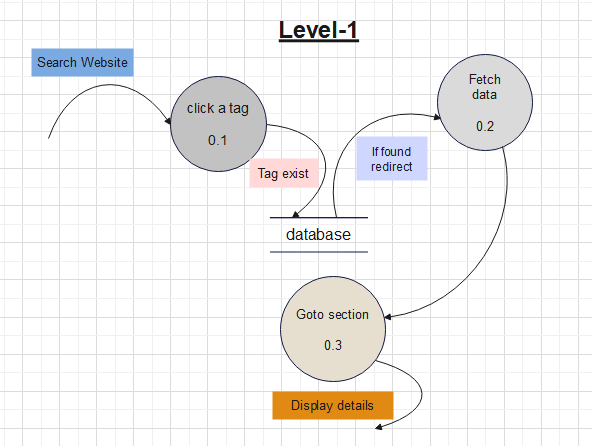 Level-1
Search Website
click a tag
0.1
Tag exist
database
If found
redirect
Fetch
data
0.2
Goto section
0.3
Display details